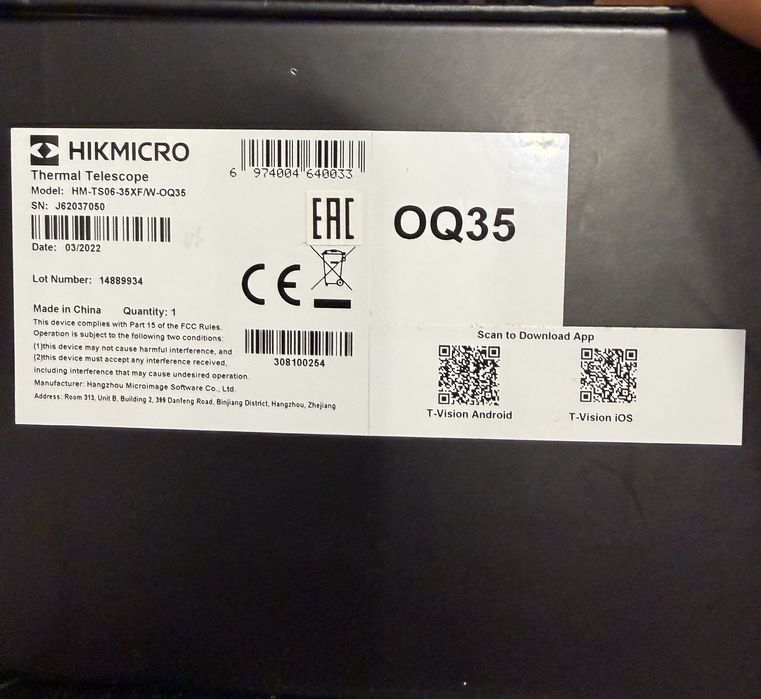 HIKMICRO
Thermal Telescope
Model: HM-TS06-35XF/W-OQ35
SN: J62037050
Date: 03/2022
Lot Number: 14889934
Made in China Quantity: 1
This device complies with Part 15 of the FCC Rules.
Operation is subject to the following two conditions:
(1)this device may not cause harmful interference, and
(2)this device must accept any interference received,
including interference that may cause undesired operation.
Manufacturer: Hangzhou Microimage Software Co., Ltd.
Address: Room 313, Unit B, Building 2, 399 Danfeng Road, Binjiang District, Hangzhou, Zhejiang
6 974004 640033
EAC
CE
308100254
OQ35
Scan to Download App
T-Vision Android
T-Vision iOS